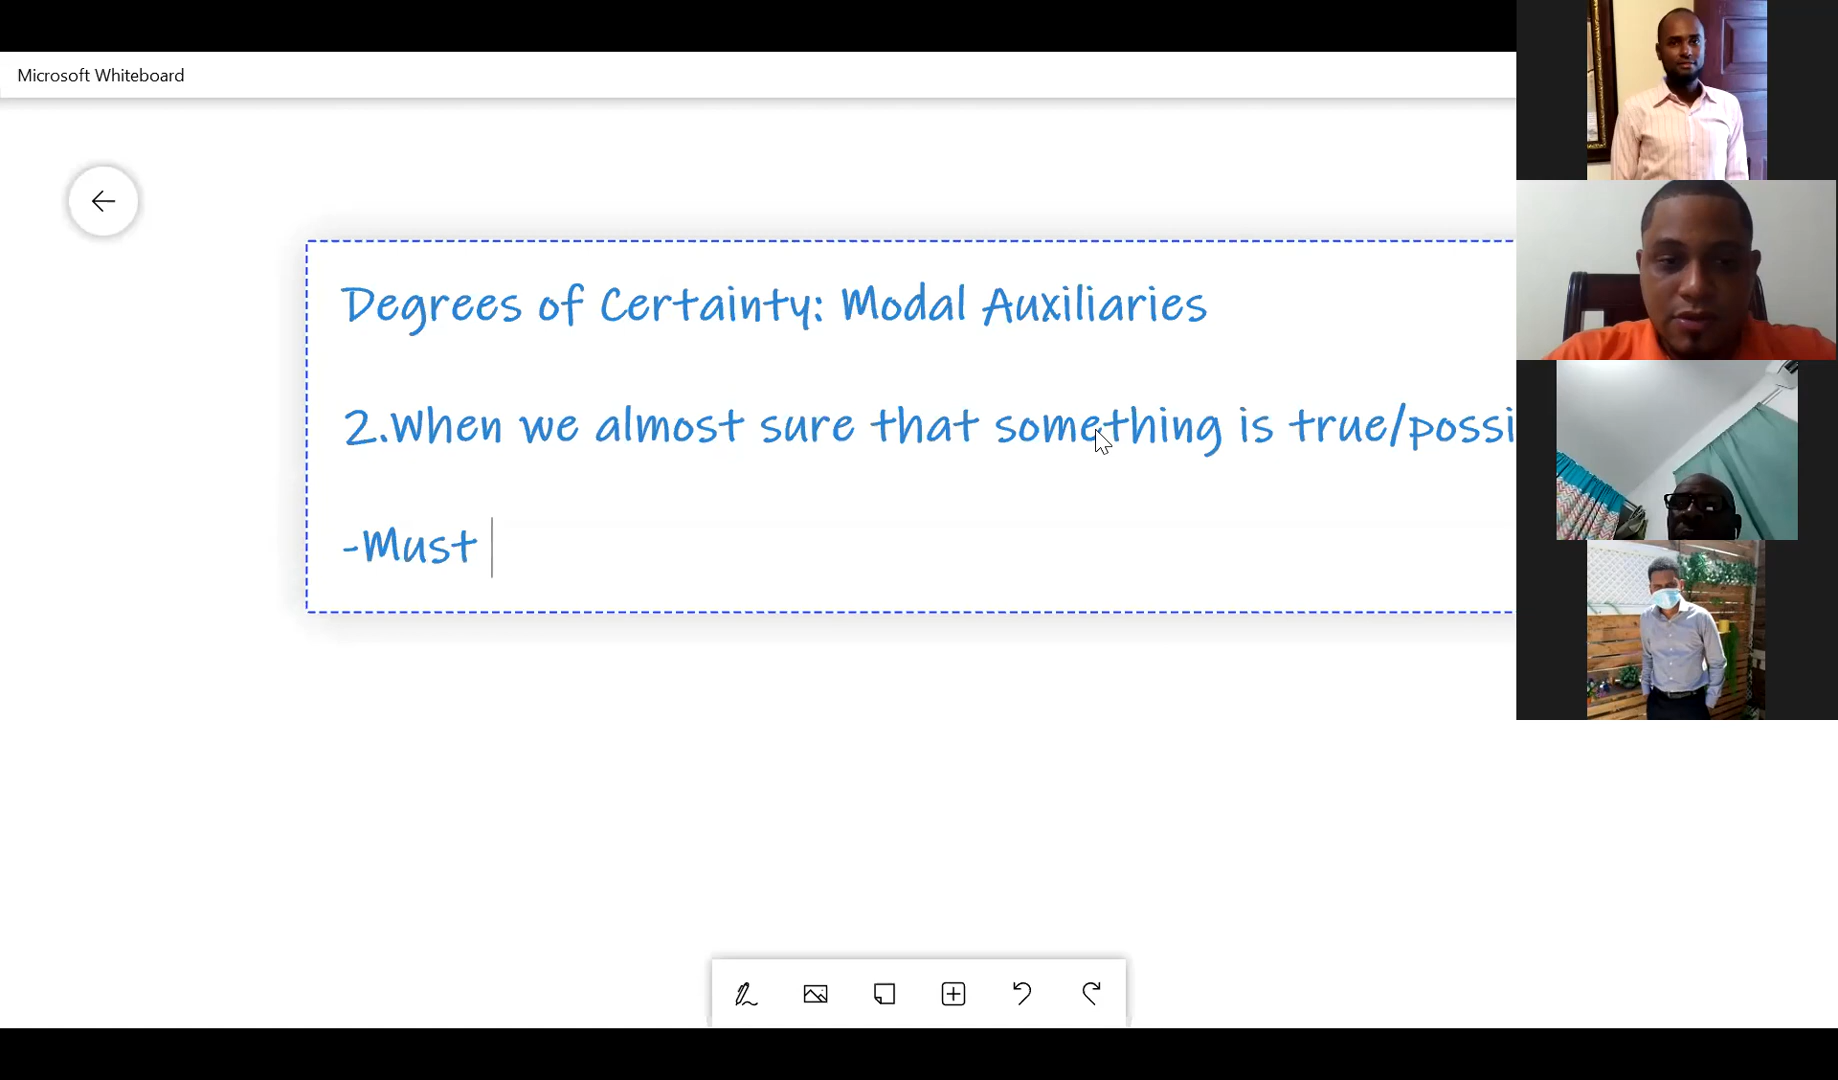 Microsoft Whiteboard
Degrees of Certainty: Modal Auxiliaries
2.When we almost sure that something is true/possi
-Must